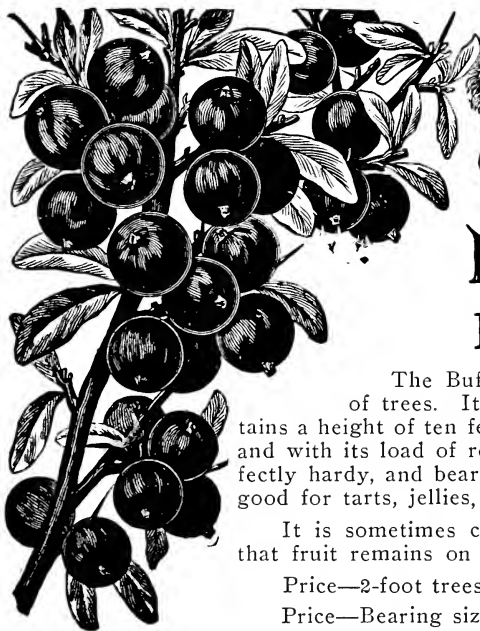 The Buf
of trees. It
tains a height of ten fe
and with its load of r
fectly hardy, and bear
good for tarts, jellies,
It is sometimes c
that fruit remains on
Price—2-foot trees
Price—Bearing siz